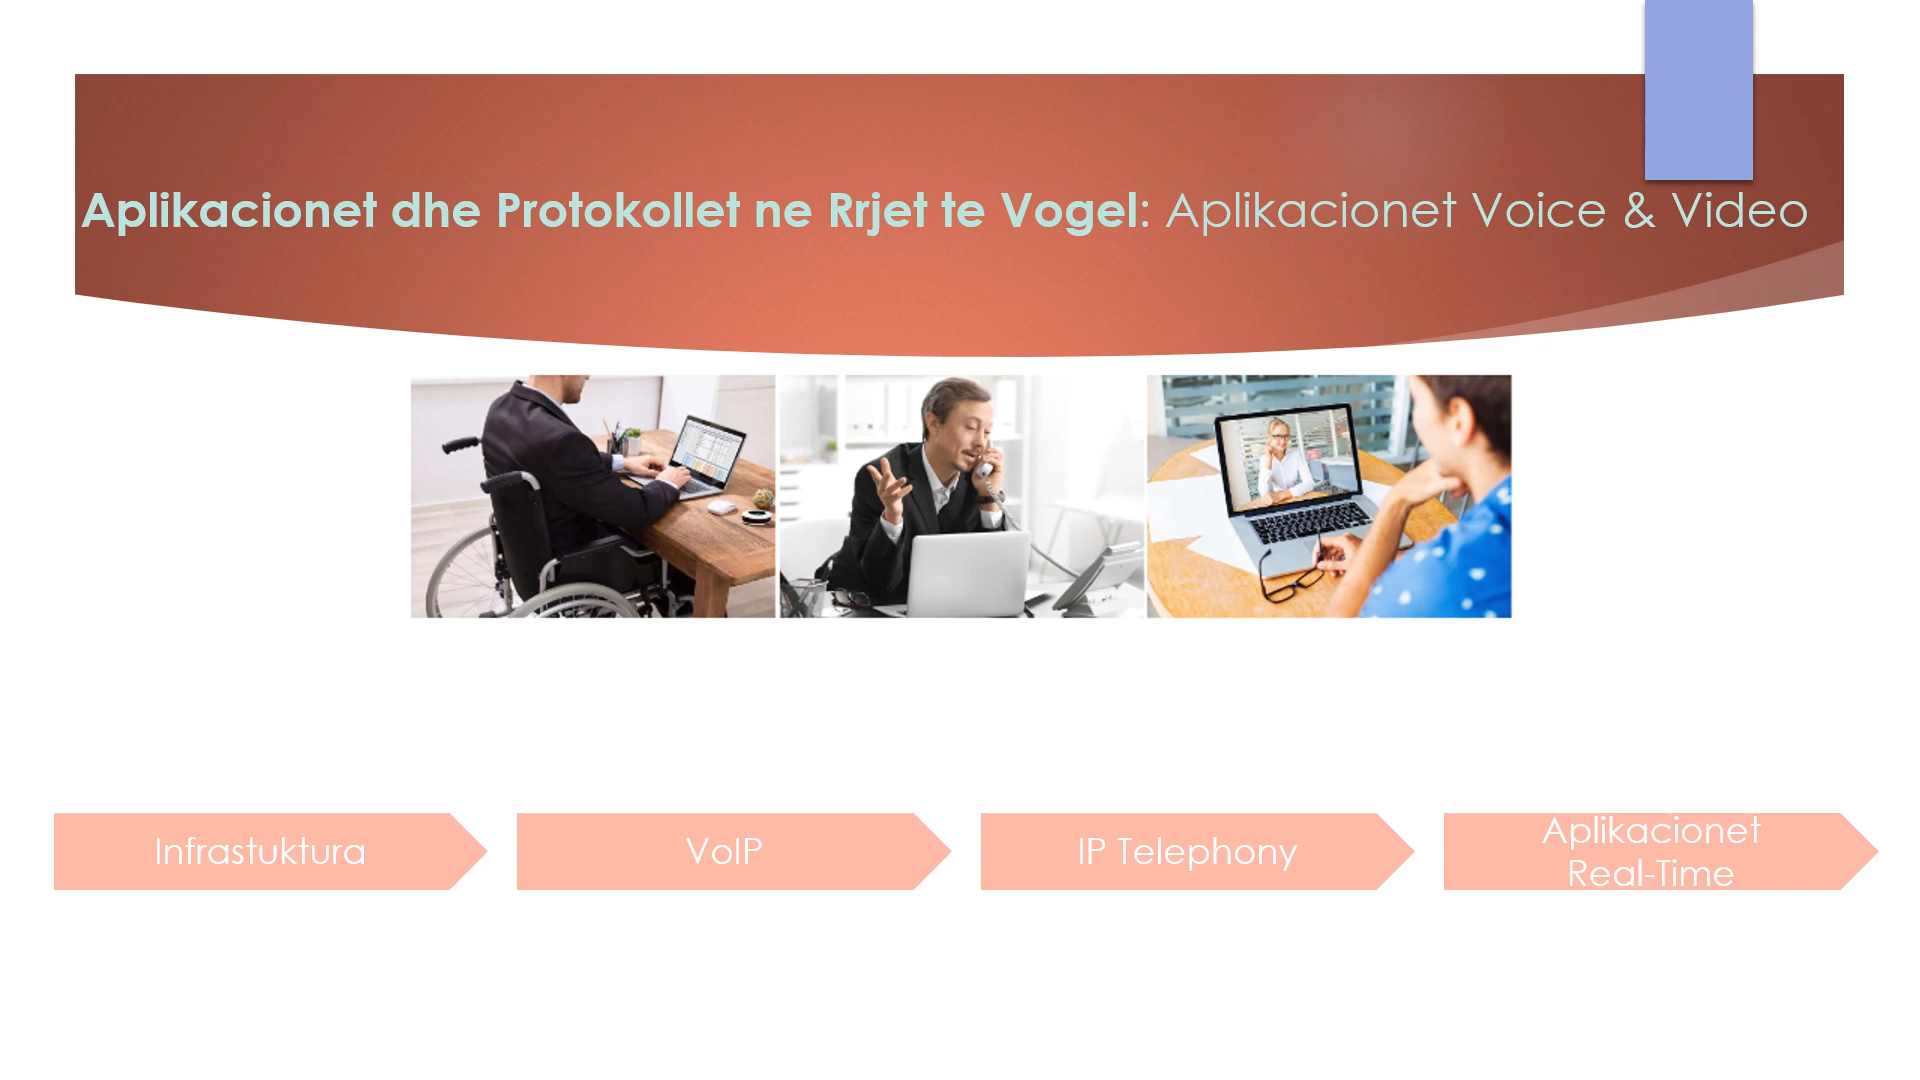 Aplikacionet dhe Protokollet ne Rrjet te Vogel: Aplikacionet Voice & Video
Infrastuktura
VoIP
IP Telephony
Aplikacionet
Real-Time